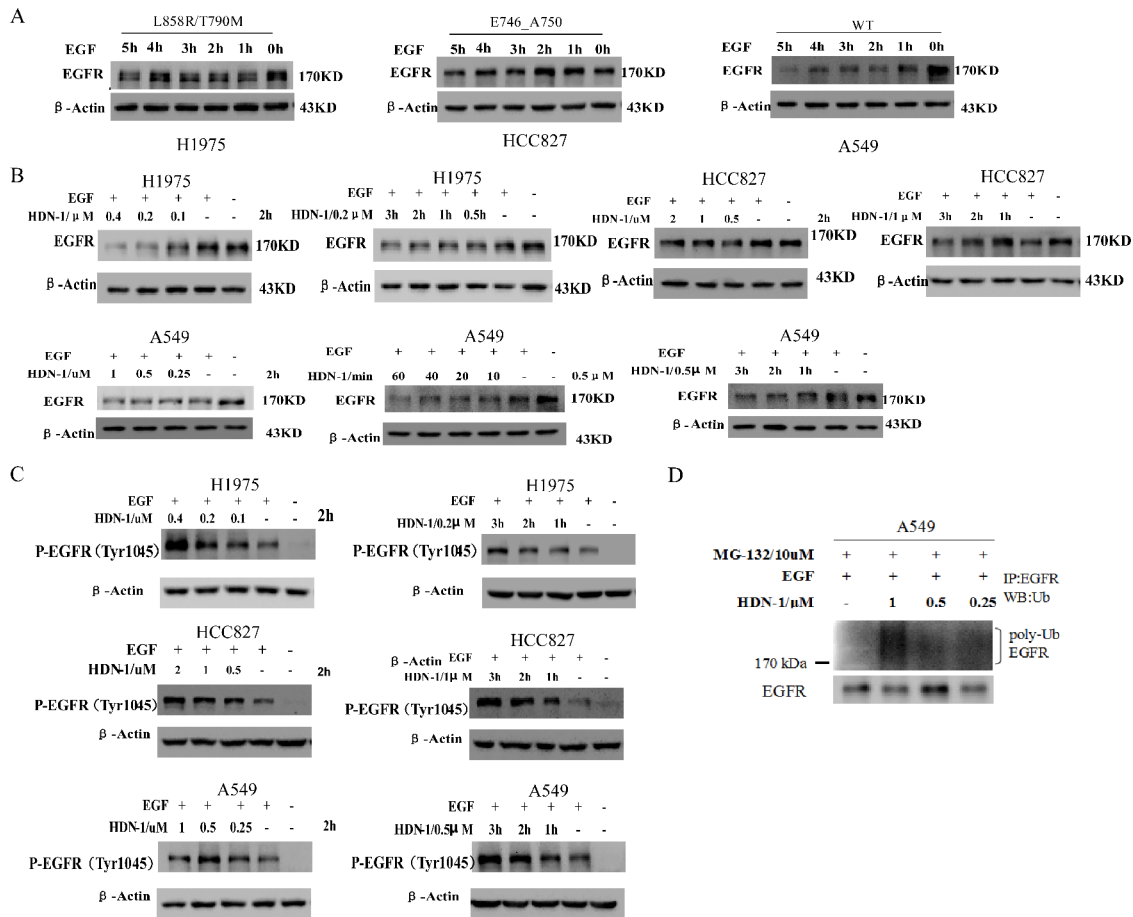 A
L858R/T790M
EGF 5h 4h 3h 2h 1h 0h
EGFR 170KD
β-Actin 43KD
H1975
E746_A750
EGF 5h 4h 3h 2h 1h 0h
EGFR 170KD
β-Actin 43KD
HCC827
WT
EGF 5h 4h 3h 2h 1h 0h
EGFR 170KD
β-Actin 43KD
A549
B
H1975
EGF + + + + -
HDN-1/μM 0.4 0.2 0.1 - - 2h
EGFR 170KD
β-Actin 43KD
H1975
EGF + + + + + -
HDN-1/0.2μM 3h 2h 1h 0.5h - -
EGFR 170KD
β-Actin 43KD
HCC827
EGF + + + + -
HDN-1/uM 2 1 0.5 - - 2h
EGFR 170KD
β-Actin 43KD
HCC827
EGF + + + + -
HDN-1/1μM 3h 2h 1h - -
EGFR 170KD
β-Actin 43KD
A549
EGF + + + + -
HDN-1/uM 1 0.5 0.25 - - 2h
EGFR 170KD
β-Actin 43KD
A549
EGF + + + + + -
HDN-1/min 60 40 20 10 - - 0.5μM
EGFR 170KD
β-Actin 43KD
A549
EGF + + + + -
HDN-1/0.5μM 3h 2h 1h - -
EGFR 170KD
β-Actin 43KD
C
H1975
EGF + + + + -
HDN-1/uM 0.4 0.2 0.1 - - 2h
P-EGFR(Tyr1045)
β-Actin
H1975
EGF + + + + -
HDN-1/0.2μM 3h 2h 1h - -
P-EGFR(Tyr1045)
β-Actin
HCC827
EGF + + + + -
HDN-1/uM 2 1 0.5 - - 2h
P-EGFR(Tyr1045)
β-Actin
HCC827
β-Actin EGF + + + + -
HDN-1/1μM 3h 2h 1h - -
P-EGFR(Tyr1045)
β-Actin
A549
EGF + + + + -
HDN-1/uM 1 0.5 0.25 - - 2h
P-EGFR (Tyr1045)
β-Actin
A549
EGF + + + + -
HDN-1/0.5μM 3h 2h 1h - -
P-EGFR (Tyr1045)
β-Actin
D
A549
MG-132/10uM + + + +
EGF + + + + IP:EGFR
HDN-1/μM - 1 0.5 0.25 WB:Ub
poly-Ub
EGFR
170 kDa
EGFR